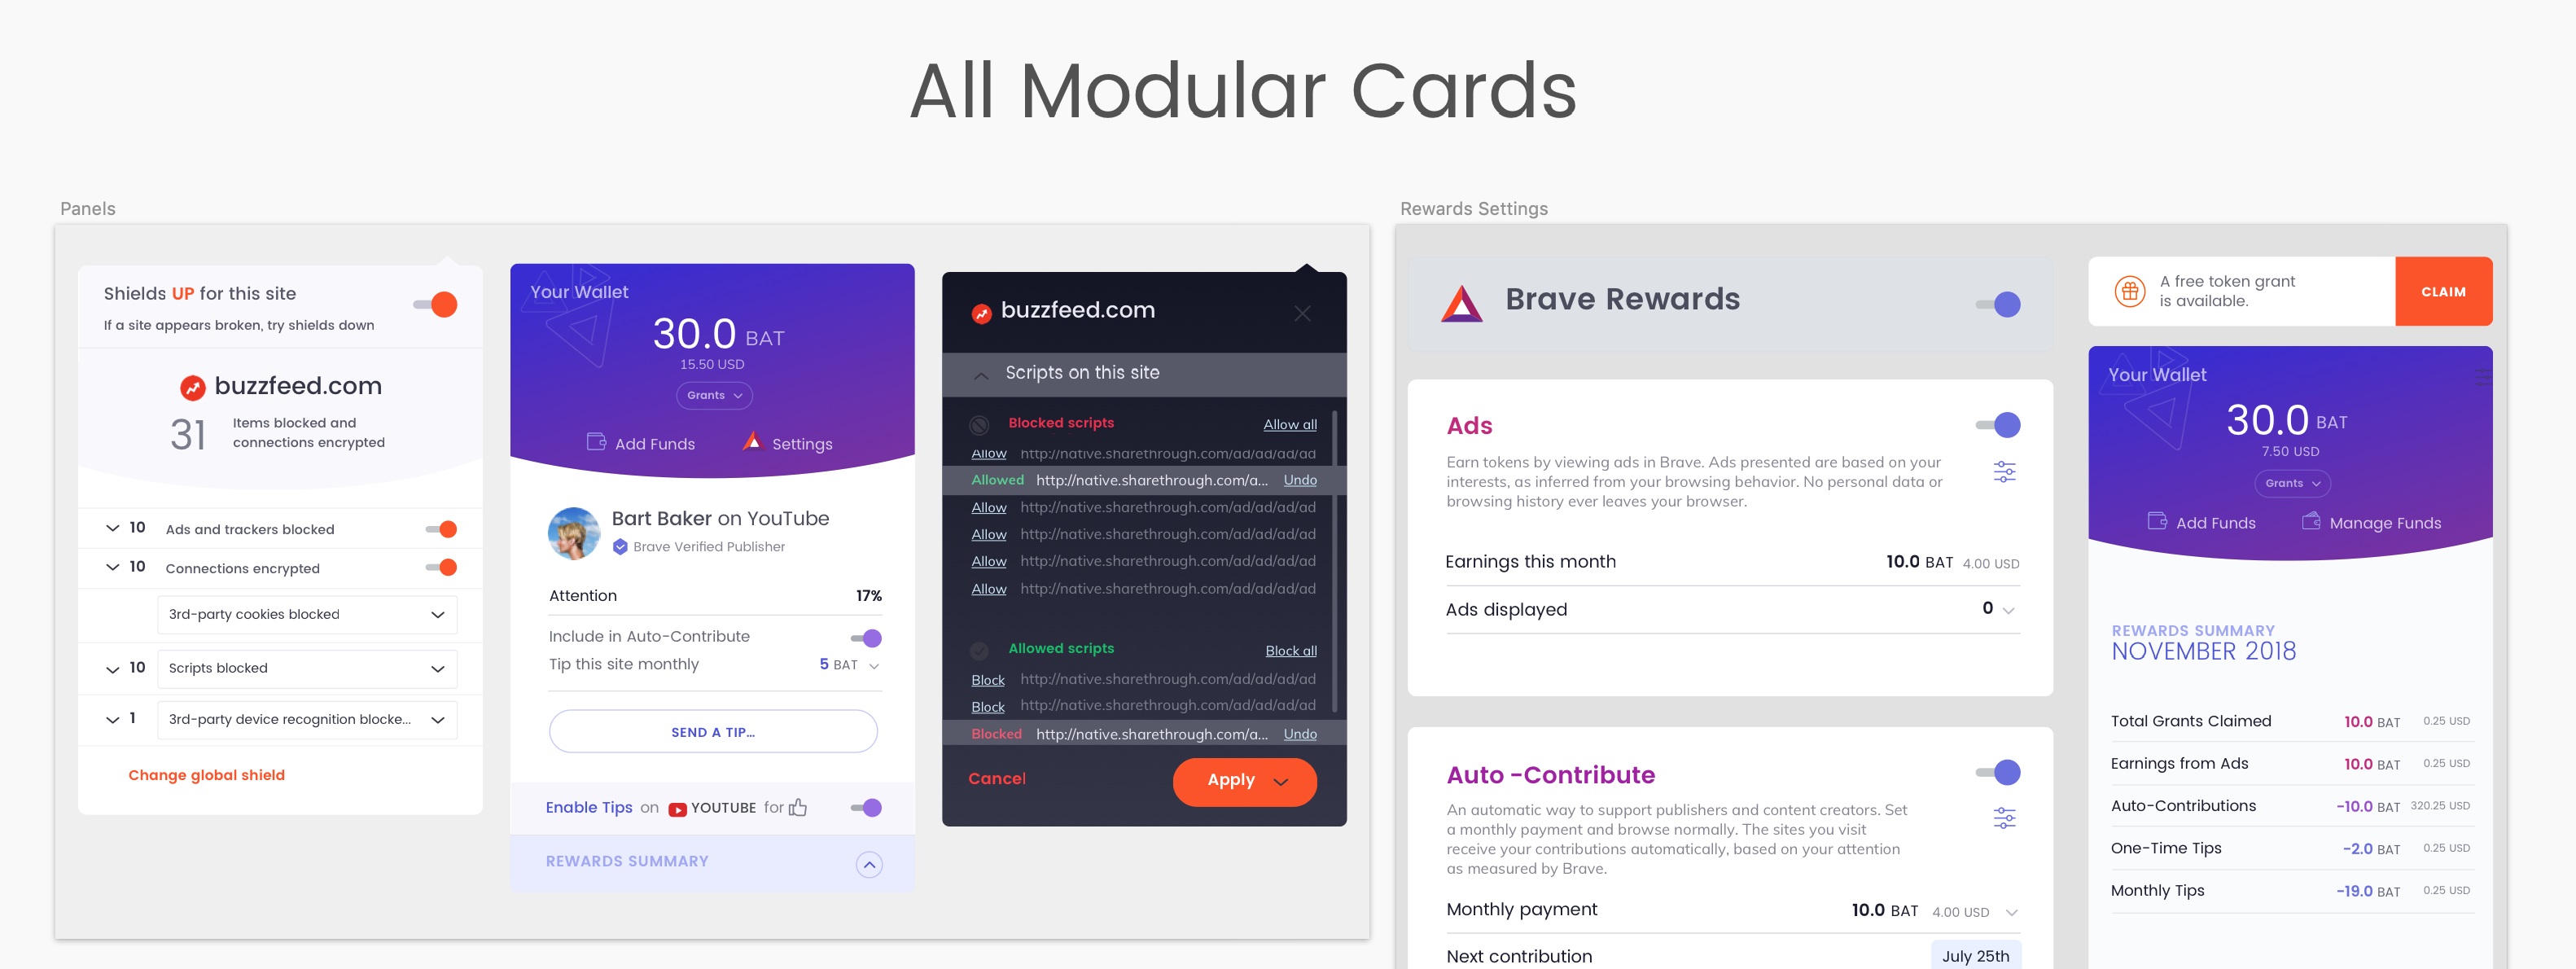 All Modular Cards
Panels
Shields UP for this site
If a site appears broken, try shields down
buzzfeed.com
31
Items blocked and
connections encrypted
10 Ads and trackers blocked
10 Connections encrypted
3rd-party cookies blocked
10 Scripts blocked
1 3rd-party device recognition blocke...
Change global shield
Your Wallet
30.0 BAT
15.50 USD
Grants
Add Funds Settings
Bart Baker on YouTube
Brave Verified Publisher
Attention 17%
Include in Auto-Contribute
Tip this site monthly 5 BAT
SEND A TIP...
Enable Tips on YOUTUBE for
REWARDS SUMMARY
buzzfeed.com
Scripts on this site
Blocked scripts Allow all
Allow http://native.sharethrough.com/ad/ad/ad/ad
Allowed http://native.sharethrough.com/a... Undo
Allow http://native.sharethrough.com/ad/ad/ad/ad
Allow http://native.sharethrough.com/ad/ad/ad/ad
Allow http://native.sharethrough.com/ad/ad/ad/ad
Allow http://native.sharethrough.com/ad/ad/ad/ad
Allowed scripts Block all
Block http://native.sharethrough.com/ad/ad/ad/ad
Block http://native.sharethrough.com/ad/ad/ad/ad
Blocked http://native.sharethrough.com/a... Undo
Cancel Apply
Rewards Settings
Brave Rewards
Ads
Earn tokens by viewing ads in Brave. Ads presented are based on your
interests, as inferred from your browsing behavior. No personal data or
browsing history ever leaves your browser.
Earnings this month 10.0 BAT 4.00 USD
Ads displayed 0
Auto -Contribute
An automatic way to support publishers and content creators. Set
a monthly payment and browse normally. The sites you visit
receive your contributions automatically, based on your attention
as measured by Brave.
Monthly payment 10.0 BAT 4.00 USD
Next contribution July 25th
A free token grant
is available.
CLAIM
Your Wallet
30.0 BAT
7.50 USD
Grants
Add Funds Manage Funds
REWARDS SUMMARY
NOVEMBER 2018
Total Grants Claimed 10.0 BAT 0.25 USD
Earnings from Ads 10.0 BAT 0.25 USD
Auto-Contributions -10.0 BAT 320.25 USD
One-Time Tips -2.0 BAT 0.25 USD
Monthly Tips -19.0 BAT 0.25 USD